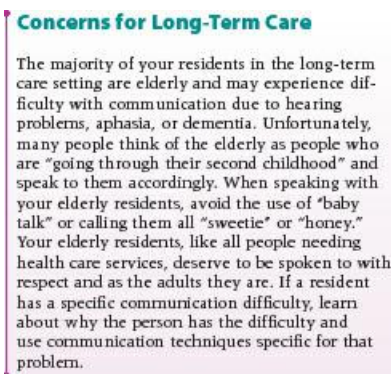 Concerns for Long-Term Care
The majority of your residents in the long-term
care setting are elderly and may experience dif-
ficulty with communication due to hearing
problems, aphasia, or dementia. Unfortunately,
many people think of the elderly as people who
are “going through their second childhood” and
speak to them accordingly. When speaking with
your elderly residents, avoid the use of “baby
talk” or calling them all “sweetie” or “honey.”
Your elderly residents, like all people needing
health care services, deserve to be spoken to with
respect and as the adults they are. If a resident
has a specific communication difficulty, learn
about why the person has the difficulty and
use communication techniques specific for that
problem.